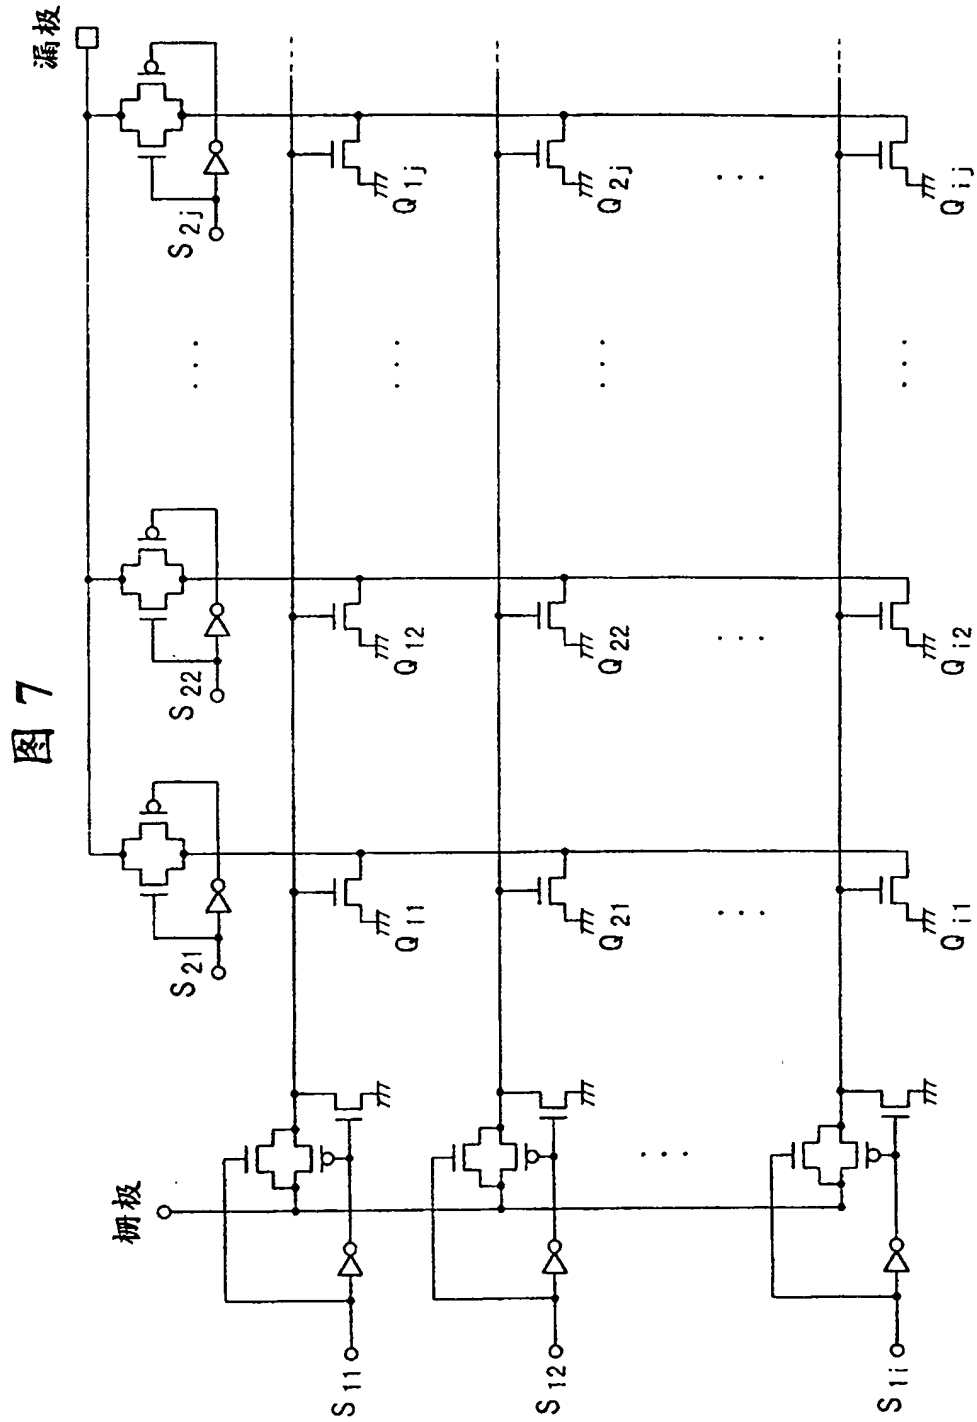 图 7
漏极
栅极
S21
S22
S2j
...
S11
Q11
Q12
...
Q1j
S12
Q21
Q22
...
Q2j
...
...
...
...
S1i
Qi1
Qi2
...
Qij